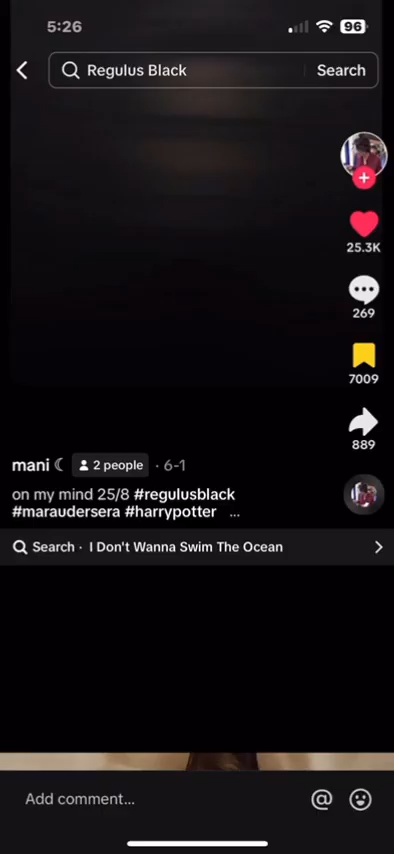 5:26
96
Regulus Black
Search
25.3K
269
7009
889
mani ☾ 2 people · 6-1
on my mind 25/8 #regulusblack
#maraudersera #harrypotter ...
Search · I Don't Wanna Swim The Ocean
Add comment...